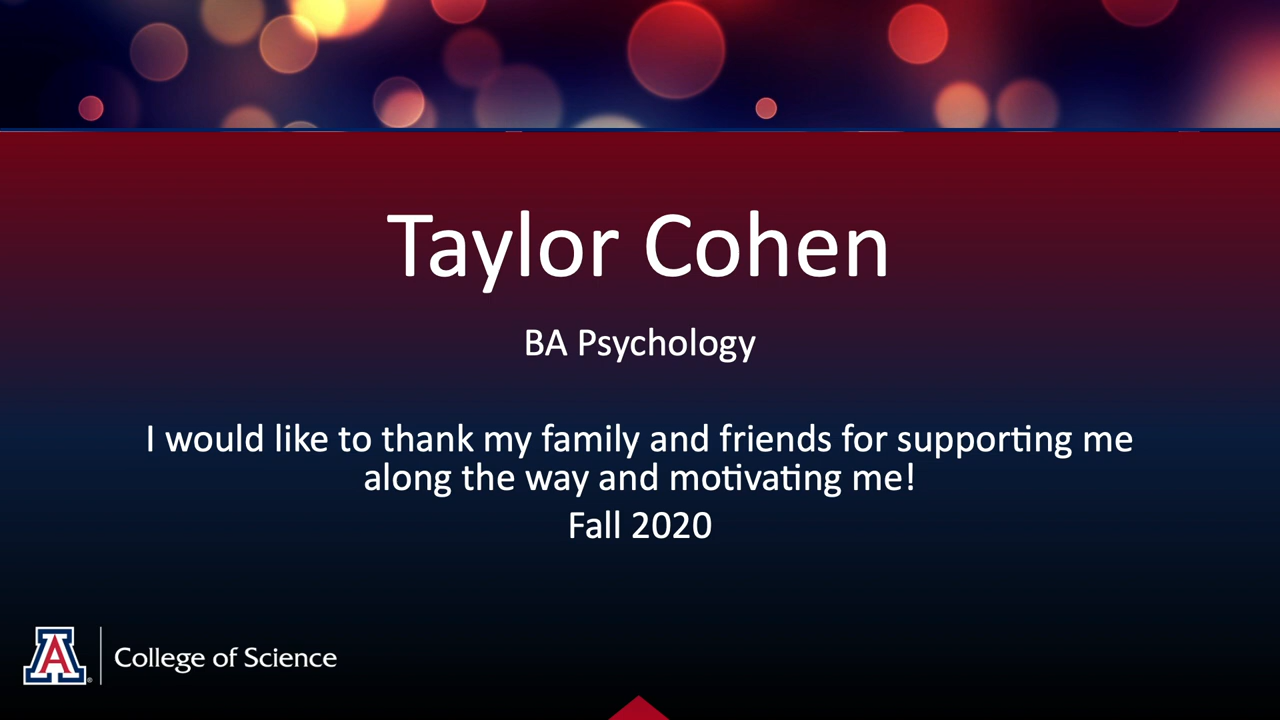 Taylor Cohen
BA Psychology
I would like to thank my family and friends for supporting me
along the way and motivating me!
Fall 2020
A
College of Science